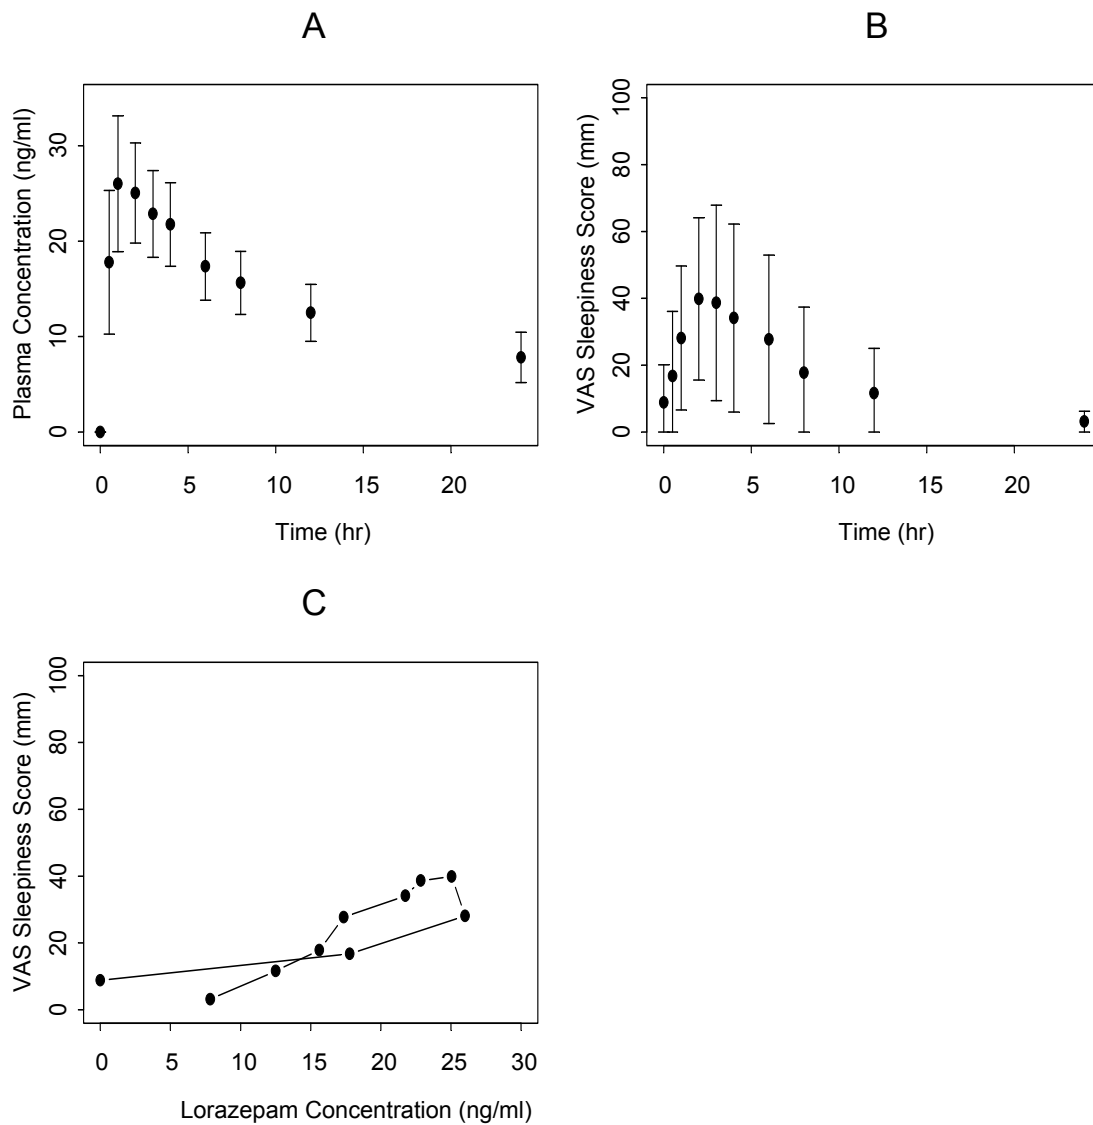 A
Plasma Concentration (ng/ml)
0 10 20 30
0 5 10 15 20
Time (hr)
B
VAS Sleepiness Score (mm)
0 20 40 60 80 100
0 5 10 15 20
Time (hr)
C
VAS Sleepiness Score (mm)
0 20 40 60 80 100
0 5 10 15 20 25 30
Lorazepam Concentration (ng/ml)